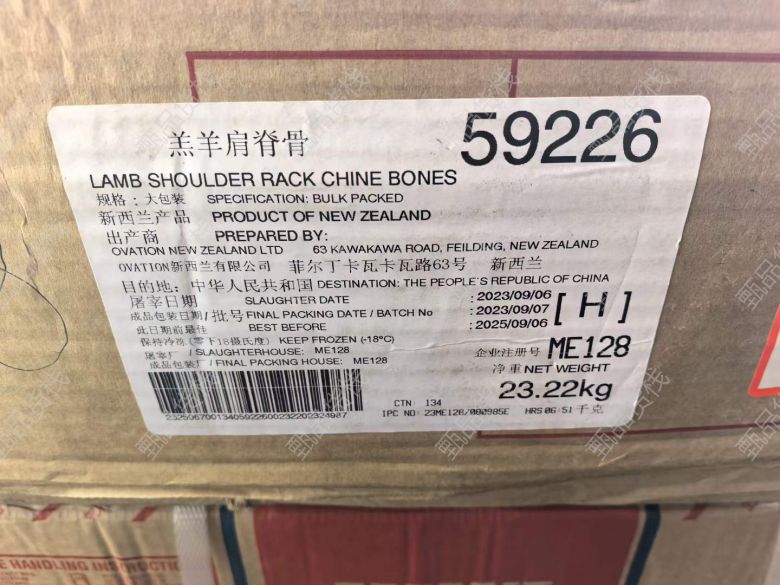 羔羊肩脊骨
59226
LAMB SHOULDER RACK CHINE BONES
规格: 大包装 SPECIFICATION: BULK PACKED
新西兰产品 PRODUCT OF NEW ZEALAND
出产商 PREPARED BY:
OVATION NEW ZEALAND LTD 63 KAWAKAWA ROAD, FEILDING, NEW ZEALAND
OVATION新西兰有限公司 菲尔丁卡瓦卡瓦路63号 新西兰
目的地: 中华人民共和国 DESTINATION: THE PEOPLE'S REPUBLIC OF CHINA
屠宰日期 SLAUGHTER DATE : 2023/09/06
成品包装日期/批号 FINAL PACKING DATE / BATCH No : 2023/09/07
[H]
此日期前最佳 BEST BEFORE : 2025/09/06
保持冷冻(零下18摄氏度) KEEP FROZEN (-18ºC)
屠宰厂 / SLAUGHTERHOUSE: ME128
企业注册号 ME128
成品包装厂/ FINAL PACKING HOUSE: ME128
净重 NET WEIGHT
23.22kg
千克
CTN 134
IPC NO: 23ME128/000985E HRS 06-51
HANDLING INSTRUCTION
甄品货栈